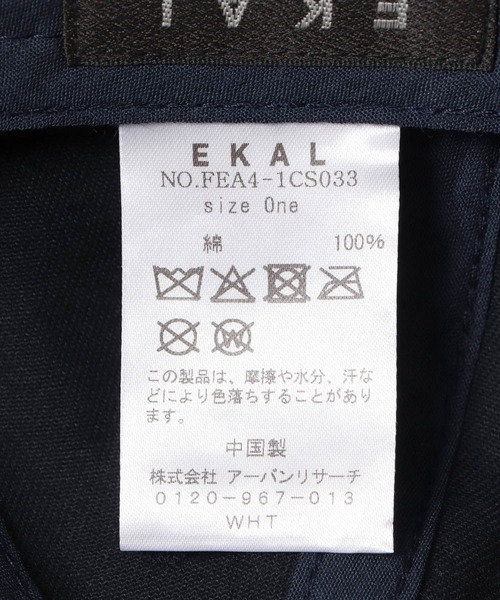 EKAL
EKAL
NO.FEA4-1CS033
size One
綿 100%
W
この製品は、摩擦や水分、汗な
どにより色落ちすることがあり
ます。
中国製
株式会社 アーバンリサーチ
0120-967-013
WHT